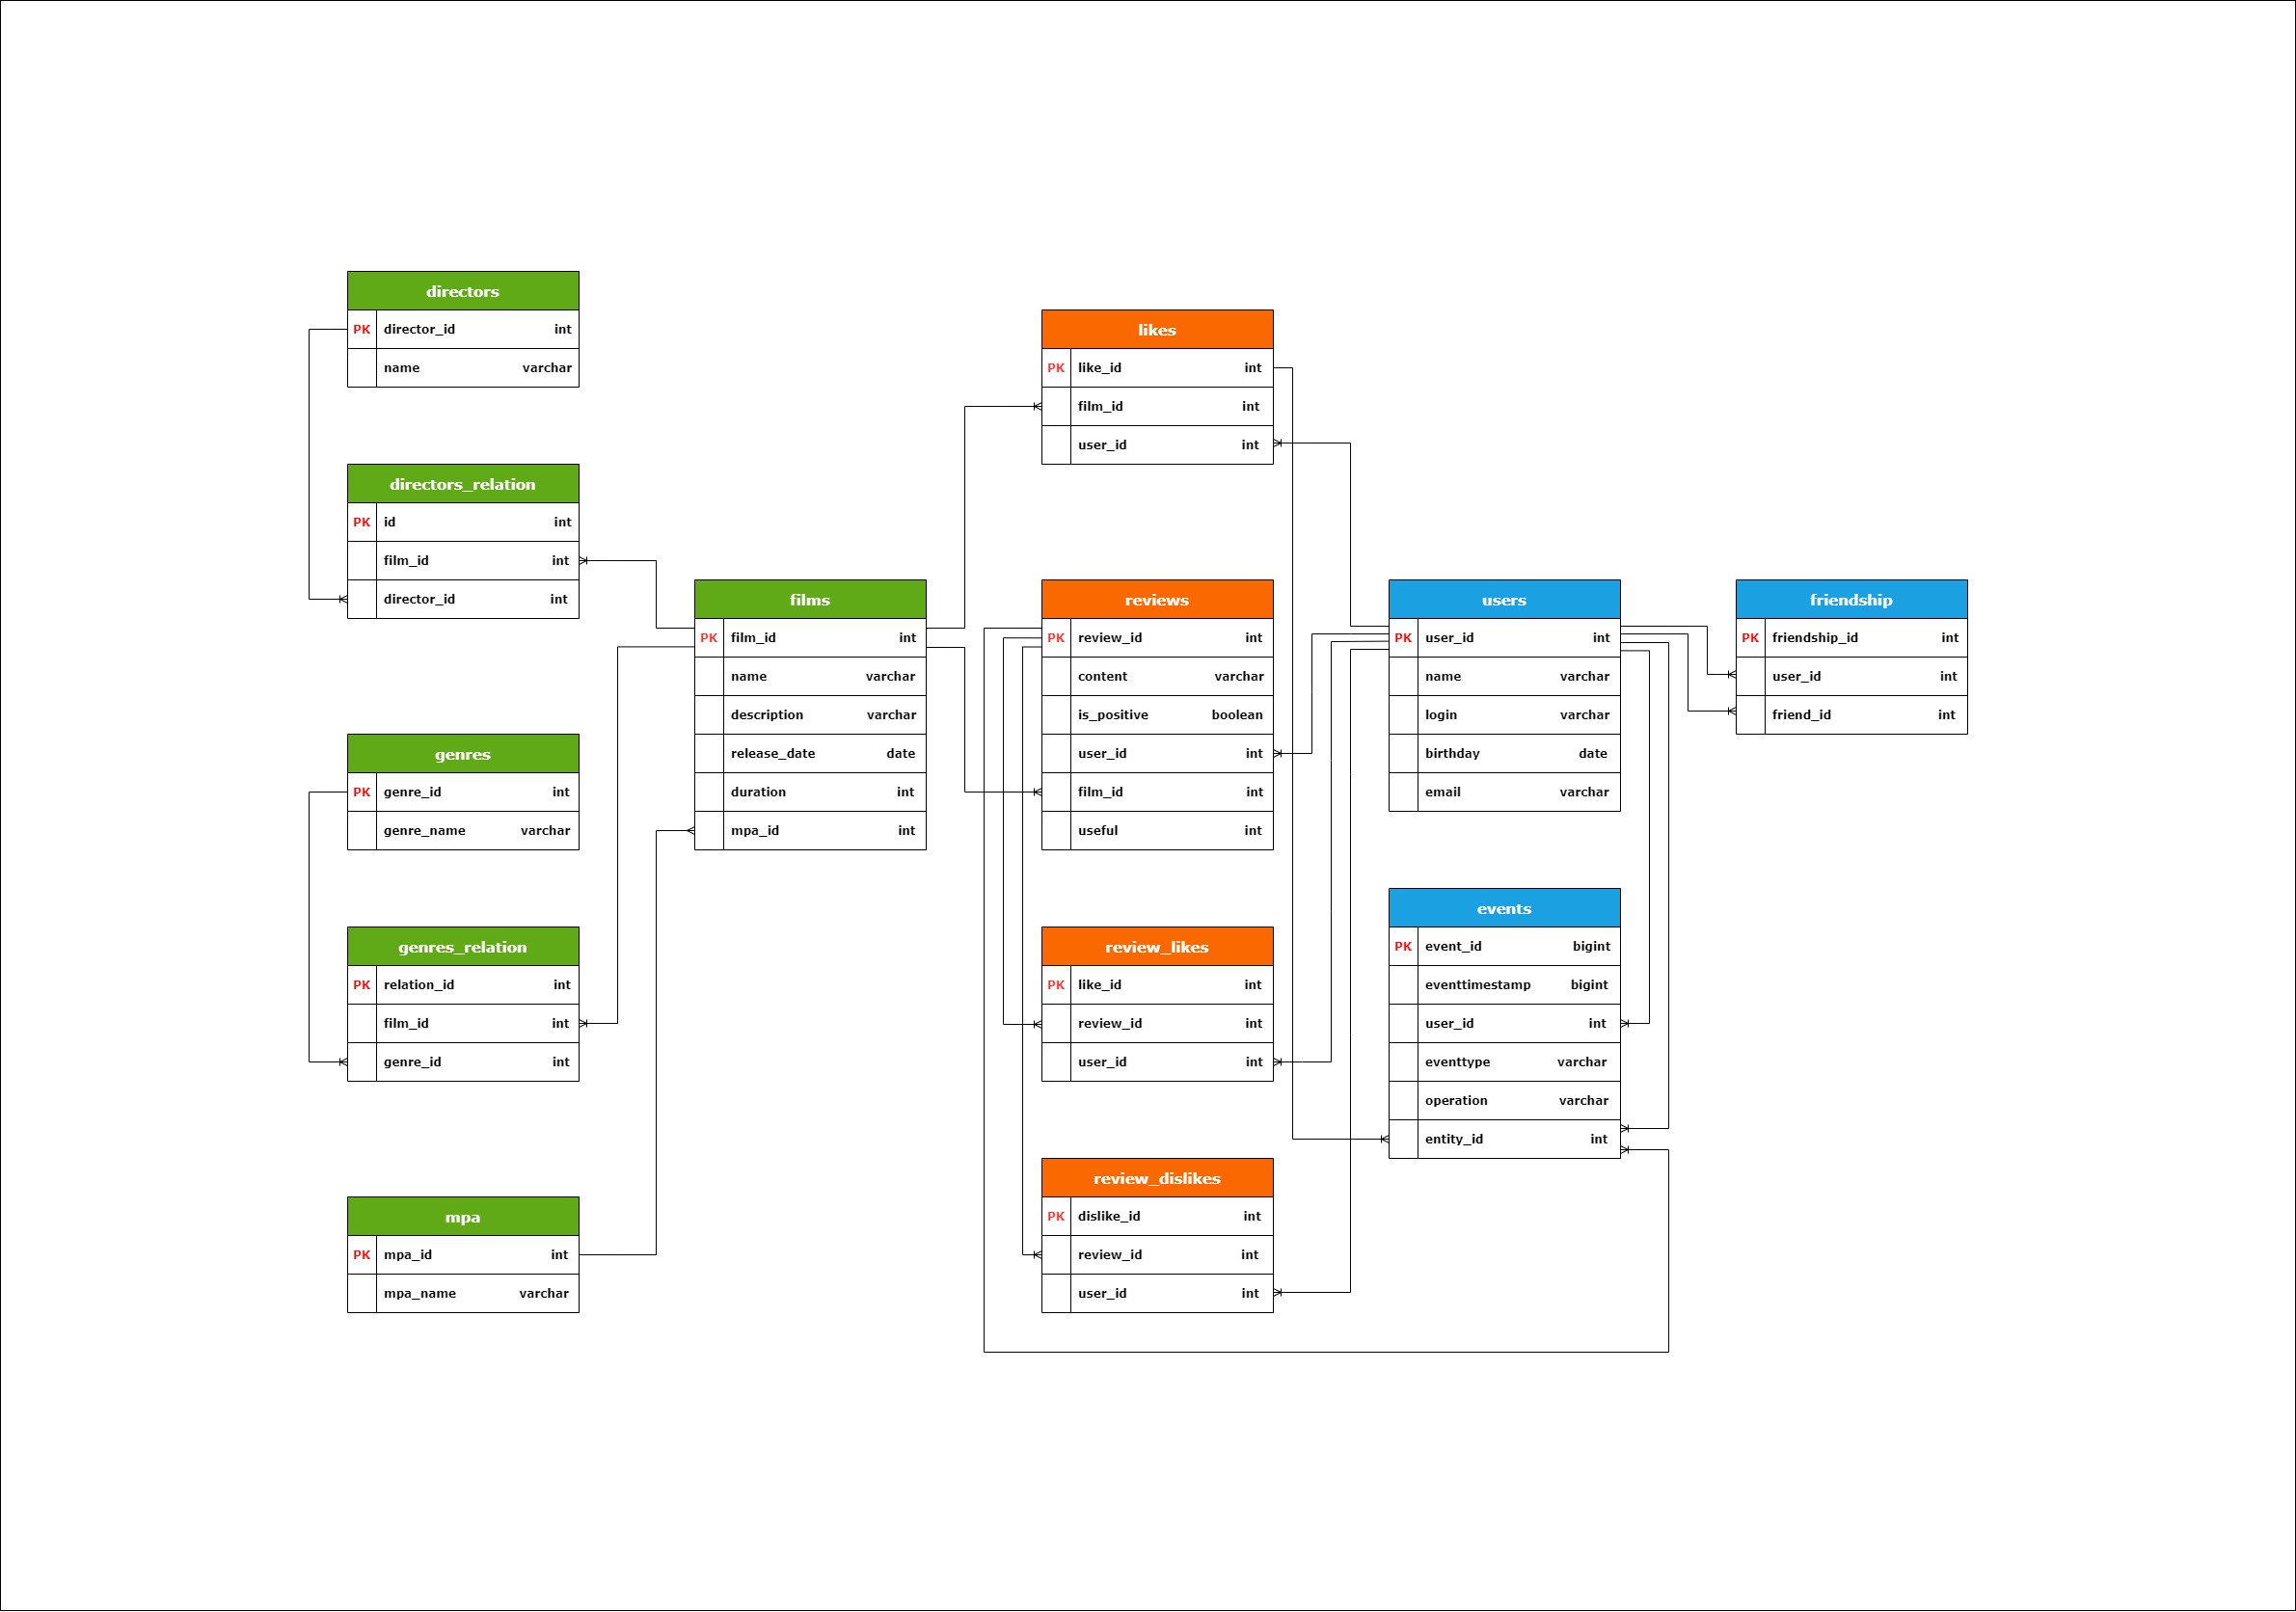 directors
PK director_id int
name varchar
directors_relation
PK id int
film_id int
director_id int
genres
PK genre_id int
genre_name varchar
genres_relation
PK relation_id int
film_id int
genre_id int
mpa
PK mpa_id int
mpa_name varchar
films
PK film_id int
name varchar
description varchar
release_date date
duration int
mpa_id int
likes
PK like_id int
film_id int
user_id int
reviews
PK review_id int
content varchar
is_positive boolean
user_id int
film_id int
useful int
review_likes
PK like_id int
review_id int
user_id int
review_dislikes
PK dislike_id int
review_id int
user_id int
users
PK user_id int
name varchar
login varchar
birthday date
email varchar
events
PK event_id bigint
eventtimestamp bigint
user_id int
eventtype varchar
operation varchar
entity_id int
friendship
PK friendship_id int
user_id int
friend_id int